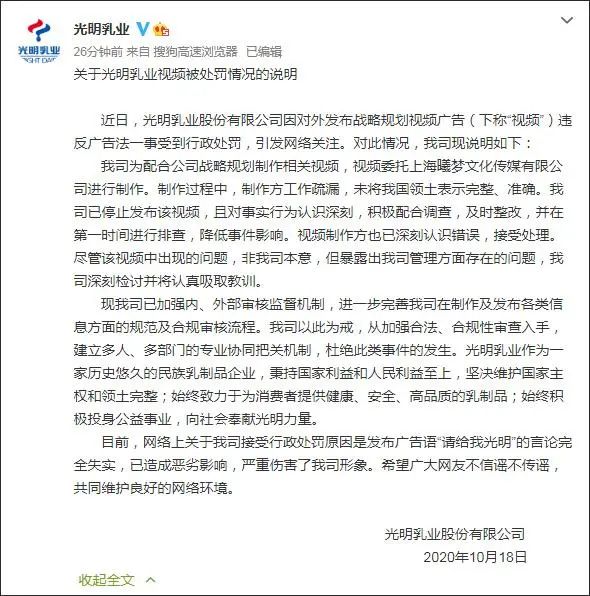 光明乳业
光明乳业
26分钟前 来自 搜狗高速浏览器 已编辑
关于光明乳业视频被处罚情况的说明
近日，光明乳业股份有限公司因对外发布战略规划视频广告（下称“视频”）违
反广告法一事受到行政处罚，引发网络关注。对此情况，我司现说明如下：
我司为配合公司战略规划制作相关视频，视频委托上海曦梦文化传媒有限公
司进行制作。制作过程中，制作方工作疏漏，未将我国领土表示完整、准确。我
司已停止发布该视频，且对事实行为认识深刻，积极配合调查，及时整改，并在
第一时间进行排查，降低事件影响。视频制作方也已深刻认识错误，接受处理。
尽管该视频中出现的问题，非我司本意，但暴露出我司管理方面存在的问题，我
司深刻检讨并将认真吸取教训。
现我司已加强内、外部审核监督机制，进一步完善我司在制作及发布各类信
息方面的规范及合规审核流程。我司以此为戒，从加强合法、合规性审查入手，
建立多人、多部门的专业协同把关机制，杜绝此类事件的发生。光明乳业作为一
家历史悠久的民族乳制品企业，秉持国家利益和人民利益至上，坚决维护国家主
权和领土完整；始终致力于为消费者提供健康、安全、高品质的乳制品；始终积
极投身公益事业，向社会奉献光明力量。
目前，网络上关于我司接受行政处罚原因是发布广告语“请给我光明”的言论完
全失实，已造成恶劣影响，严重伤害了我司形象。希望广大网友不信谣不传谣，
共同维护良好的网络环境。
光明乳业股份有限公司
2020年10月18日
收起全文